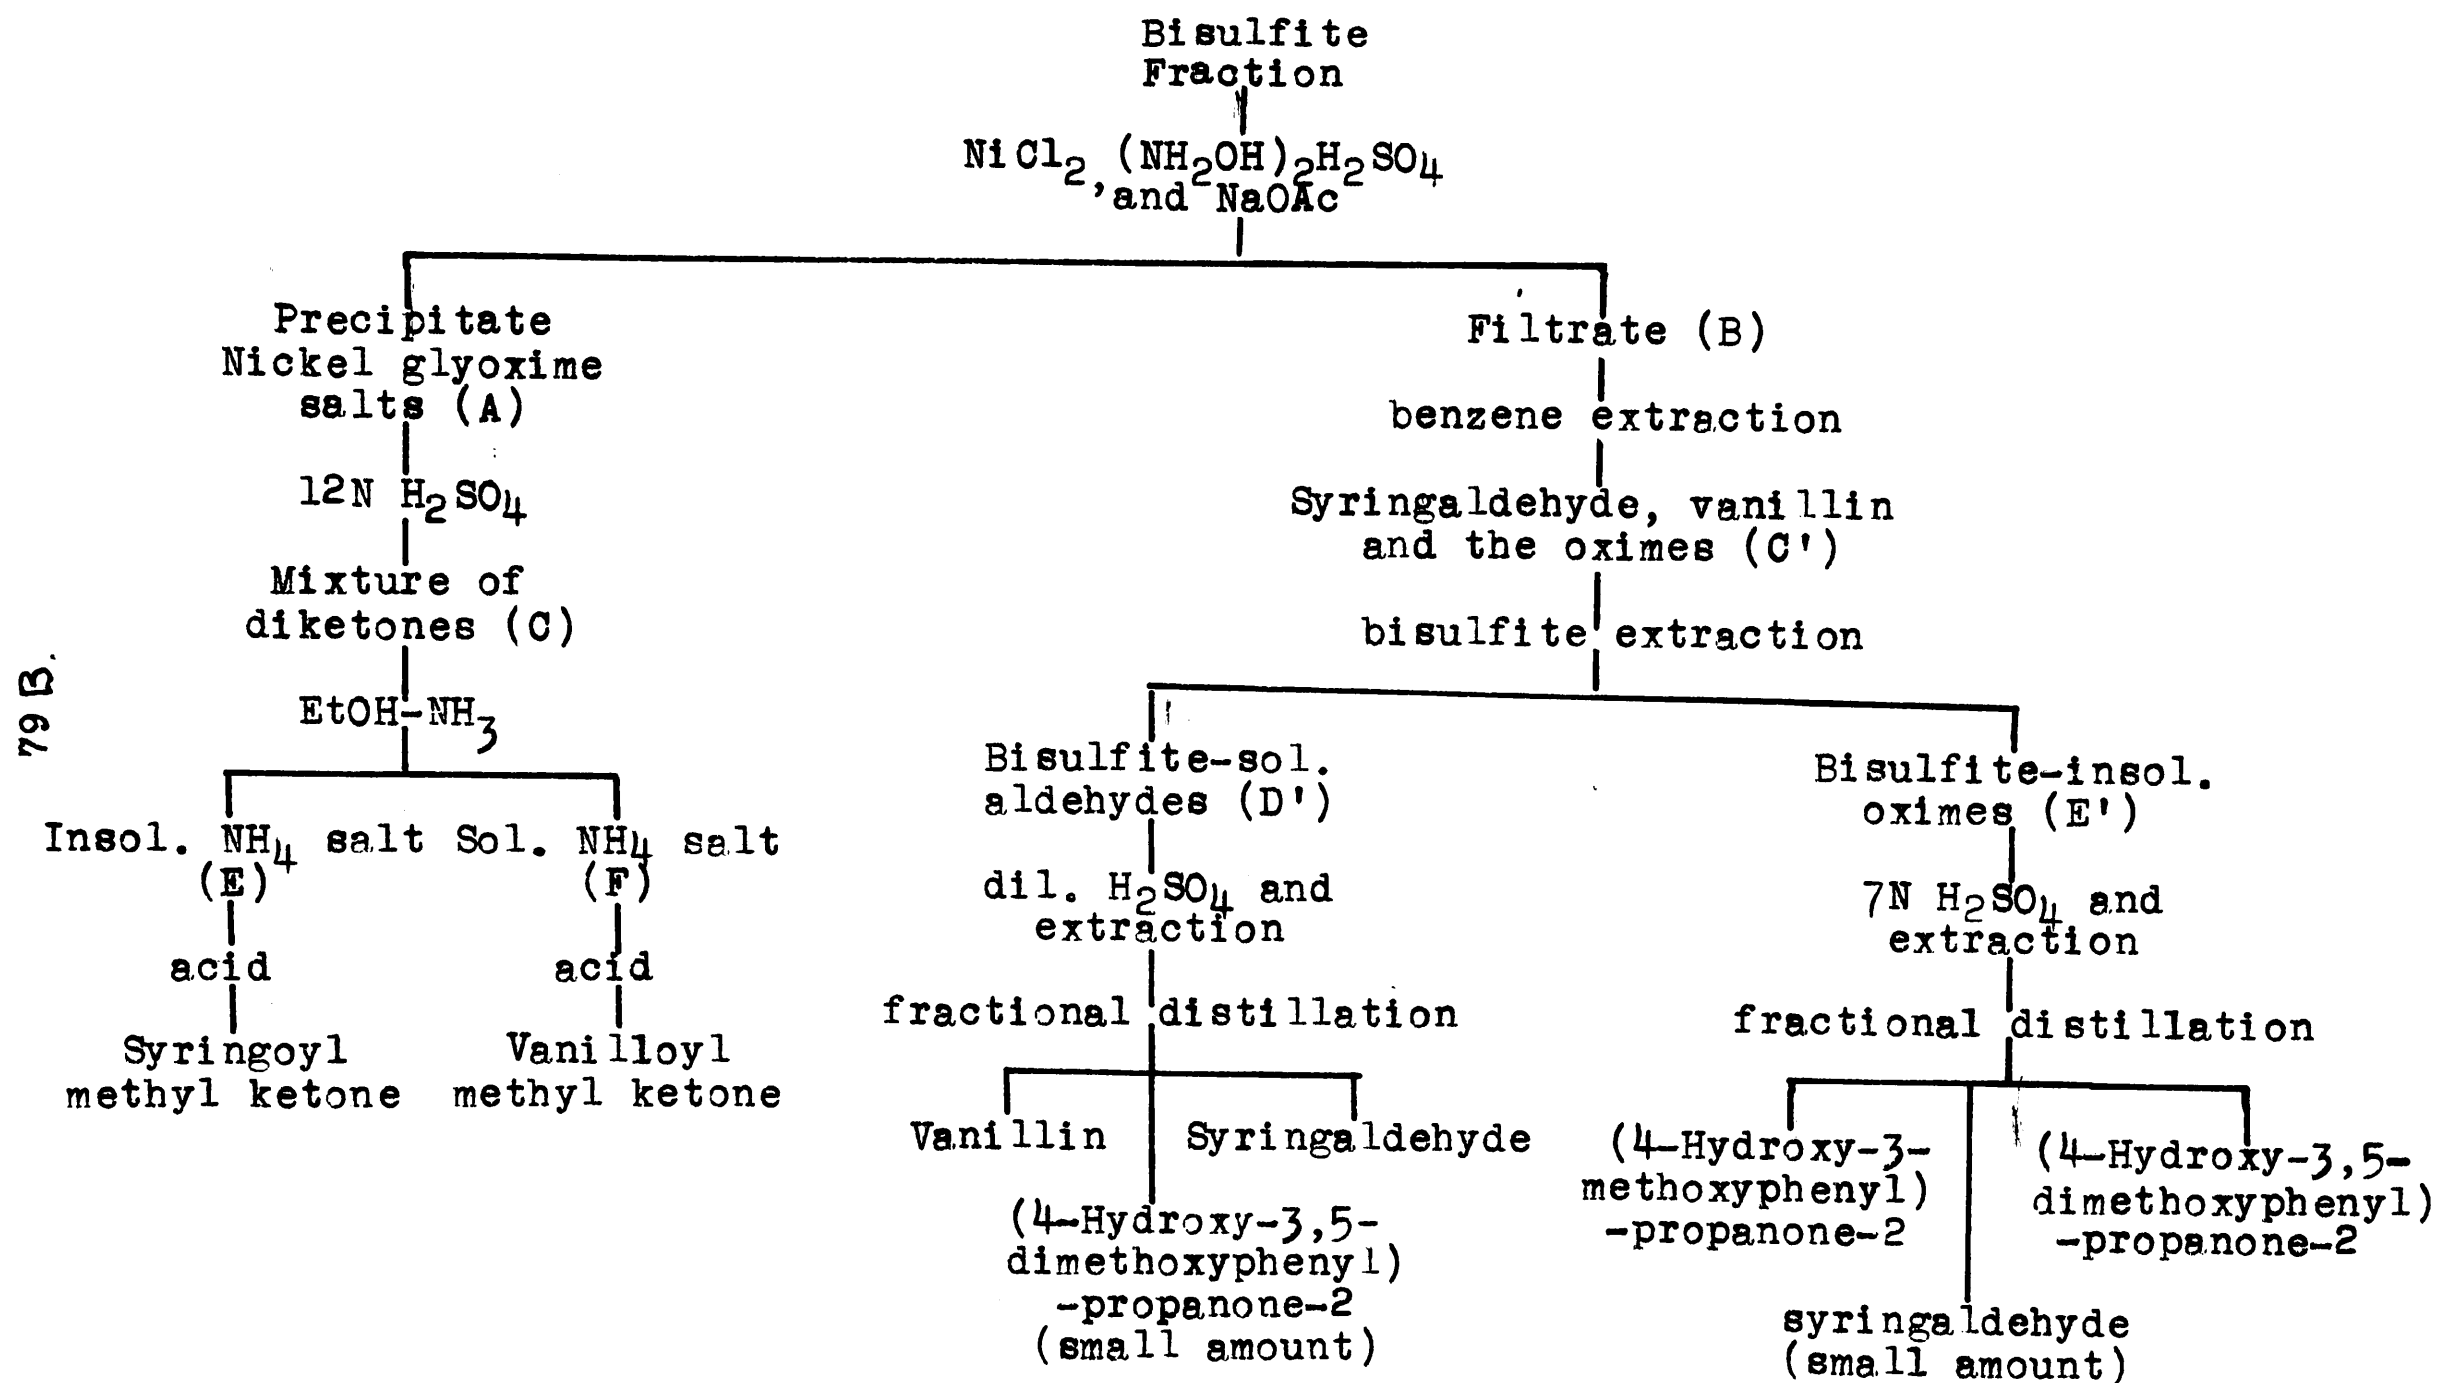 Bisulfite
Fraction
NiCl2, (NH2OH)2H2SO4
and NaOAc
Precipitate
Nickel glyoxime
salts (A)
12N H2SO4
Mixture of
diketones (C)
EtOH-NH3
Insol. NH4 salt
(E)
acid
Syringoyl
methyl ketone
Sol. NH4 salt
(F)
acid
Vanilloyl
methyl ketone
Filtrate (B)
benzene extraction
Syringaldehyde, vanillin
and the oximes (C')
bisulfite extraction
Bisulfite-sol.
aldehydes (D')
dil. H2SO4 and
extraction
fractional distillation
Vanillin
Syringaldehyde
(4-Hydroxy-3,5-
dimethoxyphenyl)
-propanone-2
(small amount)
Bisulfite-insol.
oximes (E')
7N H2SO4 and
extraction
fractional distillation
(4-Hydroxy-3-
methoxyphenyl)
-propanone-2
syringaldehyde
(small amount)
(4-Hydroxy-3,5-
dimethoxyphenyl)
-propanone-2
79 B.